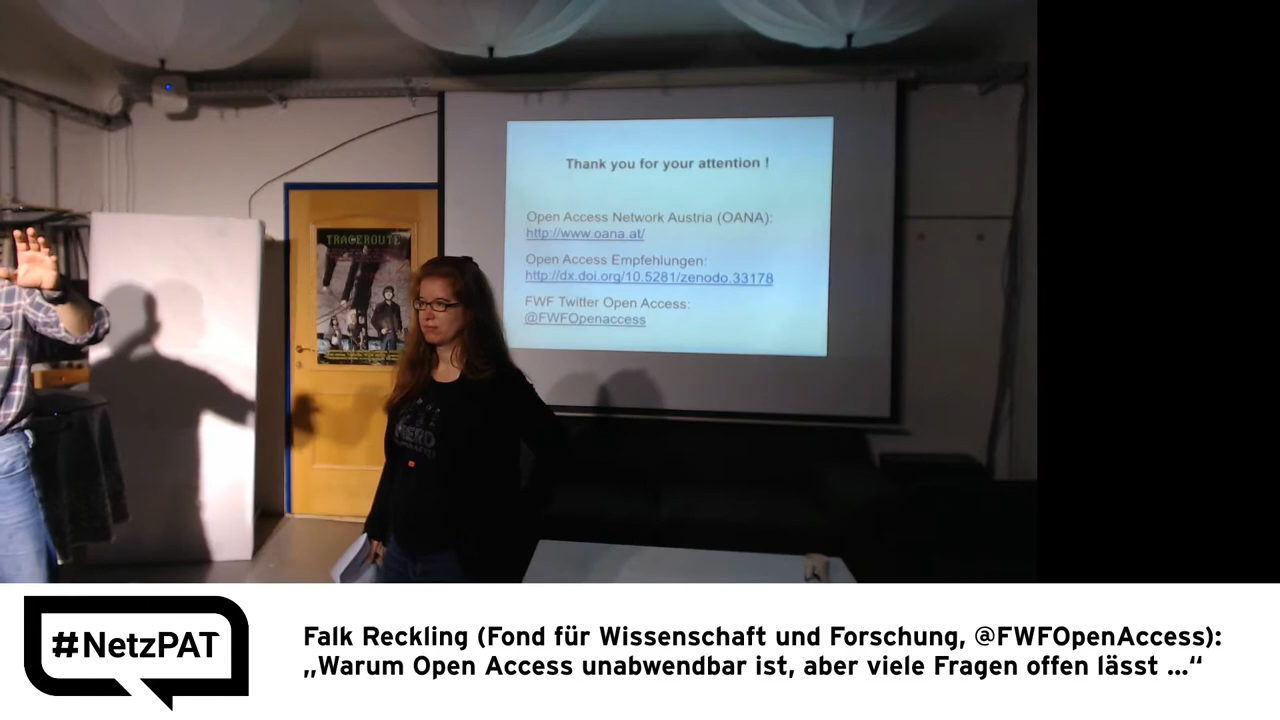 TRACEROUTE
Thank you for your attention !
Open Access Network Austria (OANA):
http://www.oana.at/
Open Access Empfehlungen:
http://dx.doi.org/10.5281/zenodo.33178
FWF Twitter Open Access:
@FWFOpenaccess
#NetzPAT
Falk Reckling (Fond für Wissenschaft und Forschung, @FWFOpenAccess):
„Warum Open Access unabwendbar ist, aber viele Fragen offen lässt ...“